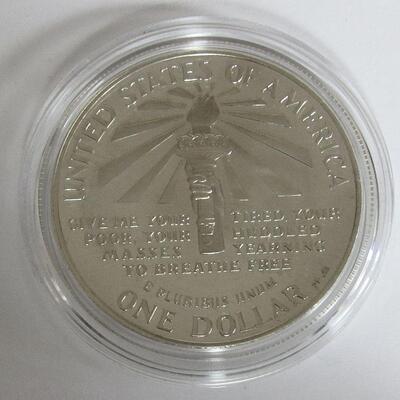 UNITED STATES OF AMERICA
GIVE ME YOUR TIRED, YOUR
POOR, YOUR HUDDLED
MASSES YEARNING
TO BREATHE FREE
E PLURIBUS UNUM
ONE DOLLAR